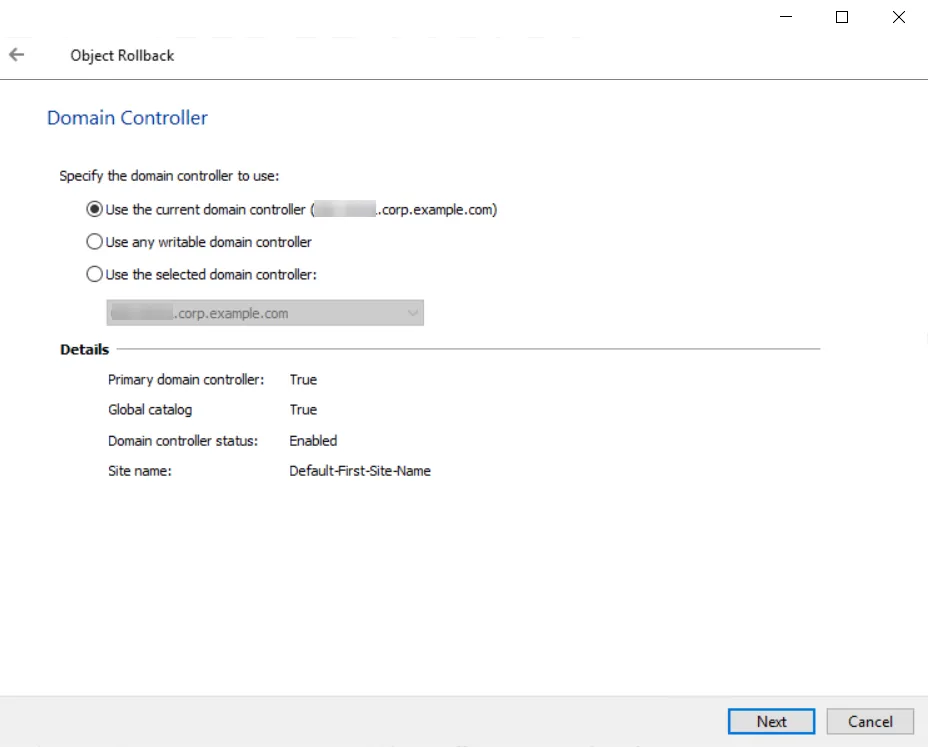 Object Rollback
Domain Controller
Specify the domain controller to use:
Use the current domain controller ( .corp.example.com)
Use any writable domain controller
Use the selected domain controller:
.corp.example.com
Details
Primary domain controller: True
Global catalog True
Domain controller status: Enabled
Site name: Default-First-Site-Name
Next Cancel